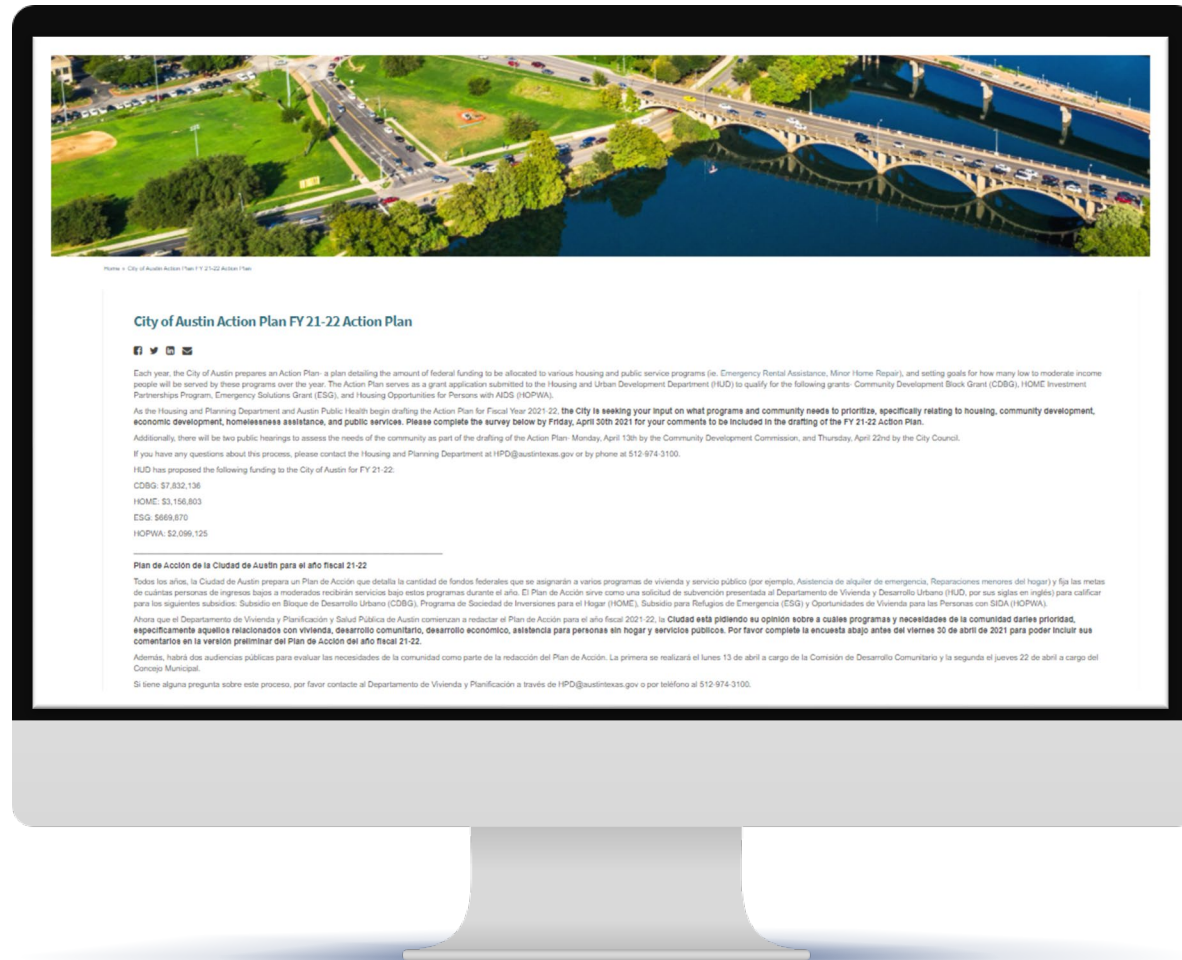 Home » City of Austin Action Plan FY 21-22 Action Plan
City of Austin Action Plan FY 21-22 Action Plan
Each year, the City of Austin prepares an Action Plan- a plan detailing the amount of federal funding to be allocated to various housing and public service programs (ie. Emergency Rental Assistance, Minor Home Repair), and setting goals for how many low to moderate income
people will be served by these programs over the year. The Action Plan serves as a grant application submitted to the Housing and Urban Development Department (HUD) to qualify for the following grants- Community Development Block Grant (CDBG), HOME Investment
Partnerships Program, Emergency Solutions Grant (ESG), and Housing Opportunities for Persons with AIDS (HOPWA).
As the Housing and Planning Department and Austin Public Health begin drafting the Action Plan for Fiscal Year 2021-22, the City is seeking your input on what programs and community needs to prioritize, specifically relating to housing, community development,
economic development, homelessness assistance, and public services. Please complete the survey below by Friday, April 30th 2021 for your comments to be included in the drafting of the FY 21-22 Action Plan.
Additionally, there will be two public hearings to assess the needs of the community as part of the drafting of the Action Plan- Monday, April 13th by the Community Development Commission, and Thursday, April 22nd by the City Council.
If you have any questions about this process, please contact the Housing and Planning Department at HPD@austintexas.gov or by phone at 512-974-3100.
HUD has proposed the following funding to the City of Austin for FY 21-22:
CDBG: $7,832,136
HOME: $3,156,803
ESG: $669,670
HOPWA: $2,099,125
Plan de Acción de la Ciudad de Austin para el año fiscal 21-22
Todos los años, la Ciudad de Austin prepara un Plan de Acción que detalla la cantidad de fondos federales que se asignarán a varios programas de vivienda y servicio público (por ejemplo, Asistencia de alquiler de emergencia, Reparaciones menores del hogar) y fija las metas
de cuántas personas de ingresos bajos a moderados recibirán servicios bajo estos programas durante el año. El Plan de Acción sirve como una solicitud de subvención presentada al Departamento de Vivienda y Desarrollo Urbano (HUD, por sus siglas en inglés) para calificar
para los siguientes subsidios: Subsidio en Bloque de Desarrollo Urbano (CDBG), Programa de Sociedad de Inversiones para el Hogar (HOME), Subsidio para Refugios de Emergencia (ESG) y Oportunidades de Vivienda para las Personas con SIDA (HOPWA).
Ahora que el Departamento de Vivienda y Planificación y Salud Pública de Austin comienzan a redactar el Plan de Acción para el año fiscal 2021-22, la Ciudad está pidiendo su opinión sobre a cuáles programas y necesidades de la comunidad darles prioridad,
específicamente aquellos relacionados con vivienda, desarrollo comunitario, desarrollo económico, asistencia para personas sin hogar y servicios públicos. Por favor complete la encuesta abajo antes del viernes 30 de abril de 2021 para poder incluir sus
comentarios en la versión preliminar del Plan de Acción del año fiscal 21-22.
Además, habrá dos audiencias públicas para evaluar las necesidades de la comunidad como parte de la redacción del Plan de Acción. La primera se realizará el lunes 13 de abril a cargo de la Comisión de Desarrollo Comunitario y la segunda el jueves 22 de abril a cargo del
Concejo Municipal.
Si tiene alguna pregunta sobre este proceso, por favor contacte al Departamento de Vivienda y Planificación a través de HPD@austintexas.gov o por teléfono al 512-974-3100.